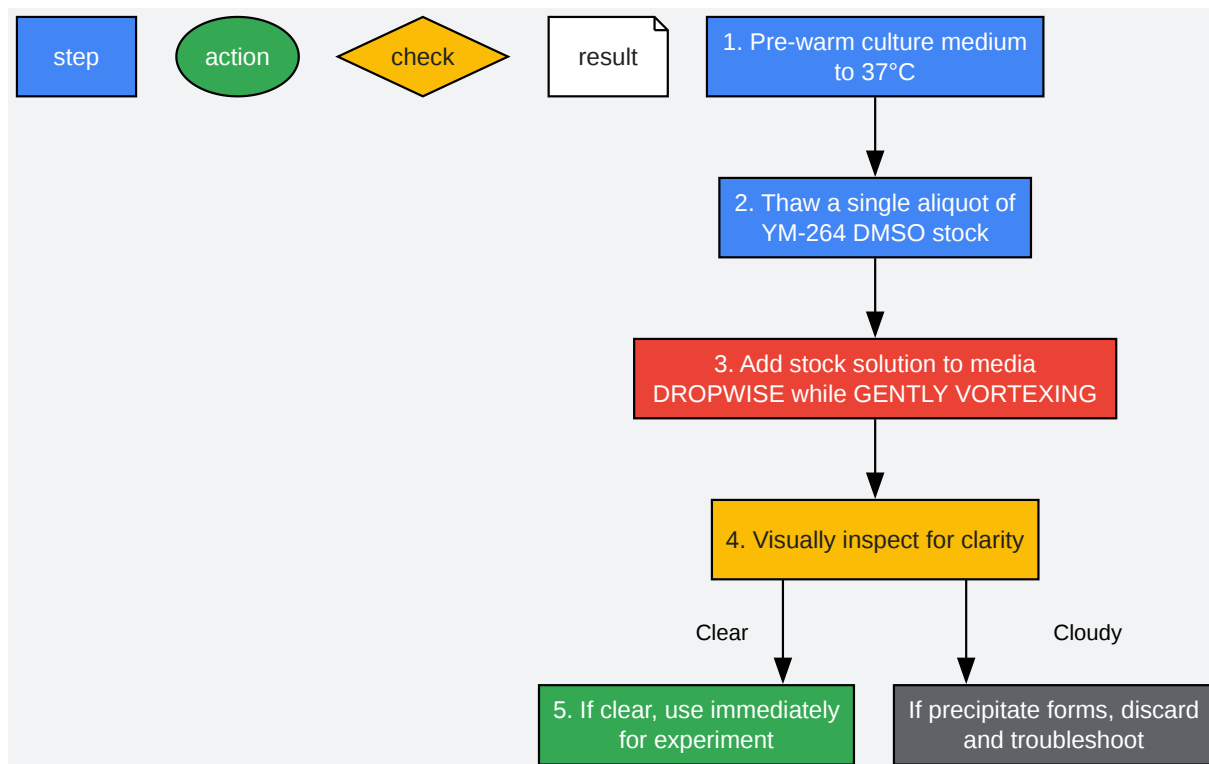 step
action
check
result
1. Pre-warm culture medium
to 37°C
2. Thaw a single aliquot of
YM-264 DMSO stock
3. Add stock solution to media
DROPWISE while GENTLY VORTEXING
4. Visually inspect for clarity
Clear
Cloudy
5. If clear, use immediately
for experiment
If precipitate forms, discard
and troubleshoot